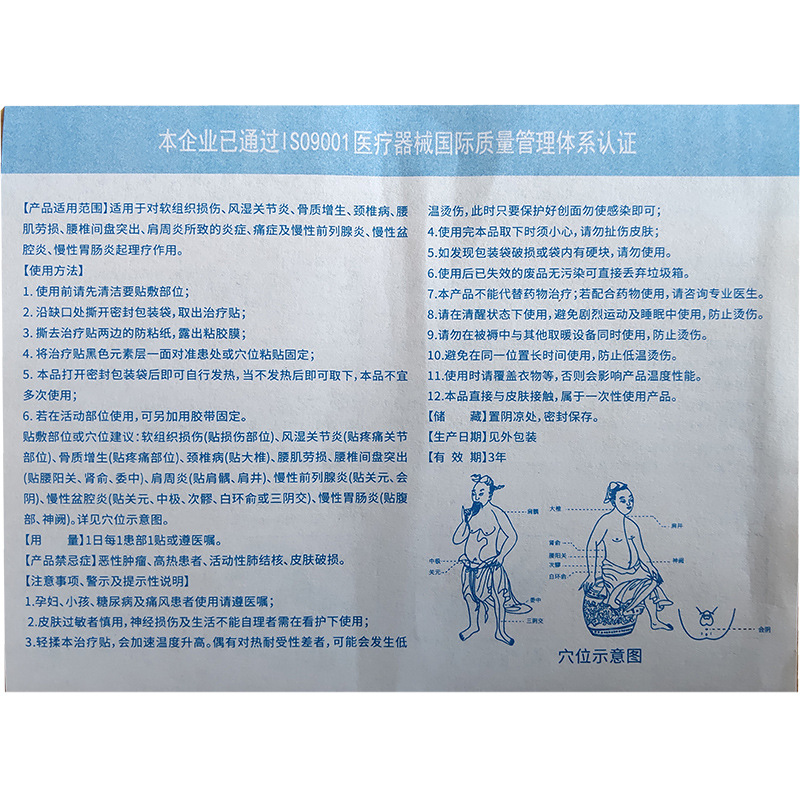 本企业已通过ISO9001医疗器械国际质量管理体系认证
【产品适用范围】适用于对软组织损伤、风湿关节炎、骨质增生、颈椎病、腰
肌劳损、腰椎间盘突出、肩周炎所致的炎症、痛症及慢性前列腺炎、慢性盆
腔炎、慢性胃肠炎起理疗作用。
【使用方法】
1. 使用前请先清洁要贴敷部位；
2. 沿缺口处撕开密封包装袋，取出治疗贴；
3. 撕去治疗贴两边的防粘纸，露出粘胶膜；
4. 将治疗贴黑色元素层一面对准患处或穴位粘贴固定；
5. 本品打开密封包装袋后即可自行发热，当不发热后即可取下，本品不宜
多次使用；
6. 若在活动部位使用，可另加用胶带固定。
贴敷部位或穴位建议：软组织损伤(贴损伤部位)、风湿关节炎(贴疼痛关节
部位)、骨质增生(贴疼痛部位)、颈椎病(贴大椎)、腰肌劳损、腰椎间盘突出
(贴腰阳关、肾俞、委中)、肩周炎(贴肩髃、肩井)、慢性前列腺炎(贴关元、会
阴)、慢性盆腔炎(贴关元、中极、次髎、白环俞或三阴交)、慢性胃肠炎(贴腹
部、神阙)。详见穴位示意图。
【用 量】1日每1患部1贴或遵医嘱。
【产品禁忌症】恶性肿瘤、高热患者、活动性肺结核、皮肤破损。
【注意事项、警示及提示性说明】
1.孕妇、小孩、糖尿病及痛风患者使用请遵医嘱；
2.皮肤过敏者慎用，神经损伤及生活不能自理者需在看护下使用；
3.轻揉本治疗贴，会加速温度升高。偶有对热耐受性差者，可能会发生低
温烫伤，此时只要保护好创面勿使感染即可；
4.使用完本品取下时须小心，请勿扯伤皮肤；
5.如发现包装袋破损或袋内有硬块，请勿使用。
6.使用后已失效的废品无污染可直接丢弃垃圾箱。
7.本产品不能代替药物治疗；若配合药物使用，请咨询专业医生。
8.请在清醒状态下使用，避免剧烈运动及睡眠中使用，防止烫伤。
9.请勿在被褥中与其他取暖设备同时使用，防止烫伤。
10.避免在同一位置长时间使用，防止低温烫伤。
11.使用时请覆盖衣物等，否则会影响产品温度性能。
12.本品直接与皮肤接触，属于一次性使用产品。
【储 藏】置阴凉处，密封保存。
【生产日期】见外包装
【有 效 期】3年
肩髃
中极
关元
委中
三阴交
大椎
肩井
肾俞
腰阳关
次髎
白环俞
神阙
会阴
穴位示意图